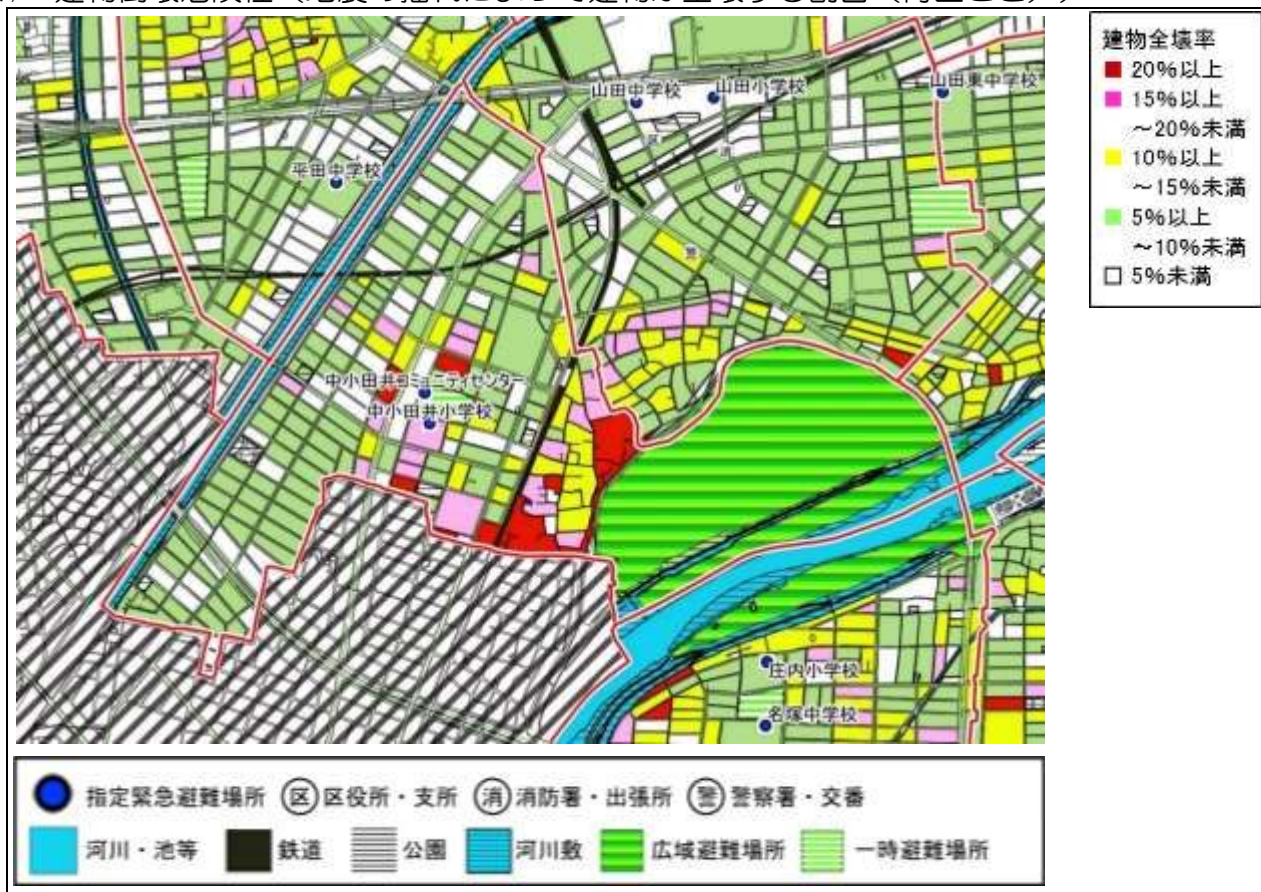 建物全壊率
20%以上
15%以上
～20%未満
10%以上
～15%未満
5%以上
～10%未満
5%未満
山田中学校
山田小学校
山田東中学校
区
消
平田中学校
警
中小田井コミュニティセンター
中小田井小学校
庄内小学校
名塚中学校
指定緊急避難場所 区 区役所・支所 消 消防署・出張所 警 警察署・交番
河川・池等 鉄道 公園 河川敷 広域避難場所 一時避難場所